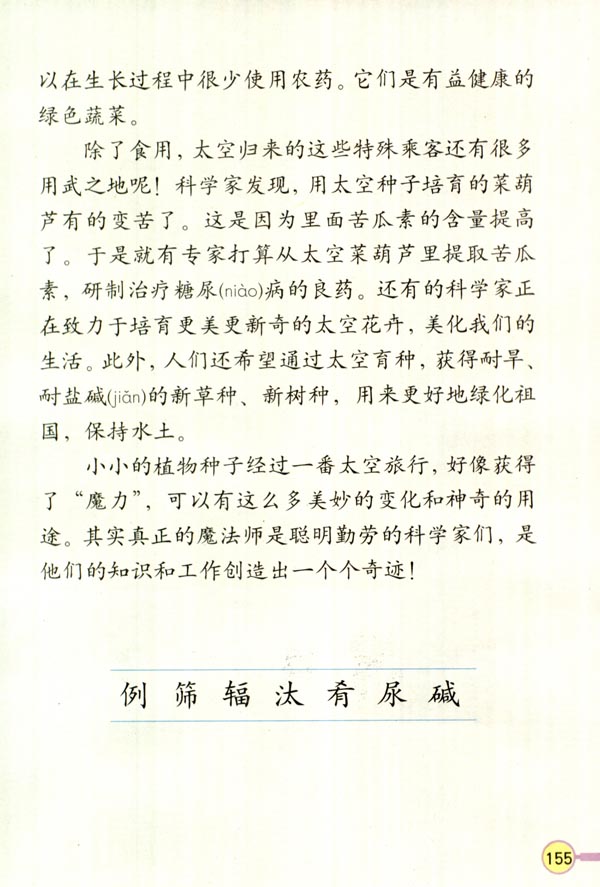 以在生长过程中很少使用农药。它们是有益健康的
绿色蔬菜。
除了食用，太空归来的这些特殊乘客还有很多
用武之地呢！科学家发现，用太空种子培育的菜葫
芦有的变苦了。这是因为里面苦瓜素的含量提高
了。于是就有专家打算从太空菜葫芦里提取苦瓜
素，研制治疗糖尿(niào)病的良药。还有的科学家正
在致力于培育更美更新奇的太空花卉，美化我们的
生活。此外，人们还希望通过太空育种，获得耐旱、
耐盐碱(jiǎn)的新草种、新树种，用来更好地绿化祖
国，保持水土。
小小的植物种子经过一番太空旅行，好像获得
了“魔力”，可以有这么多美妙的变化和神奇的用
途。其实真正的魔法师是聪明勤劳的科学家们，是
他们的知识和工作创造出一个个奇迹！
例 筛 辐 汰 肴 尿 碱
155